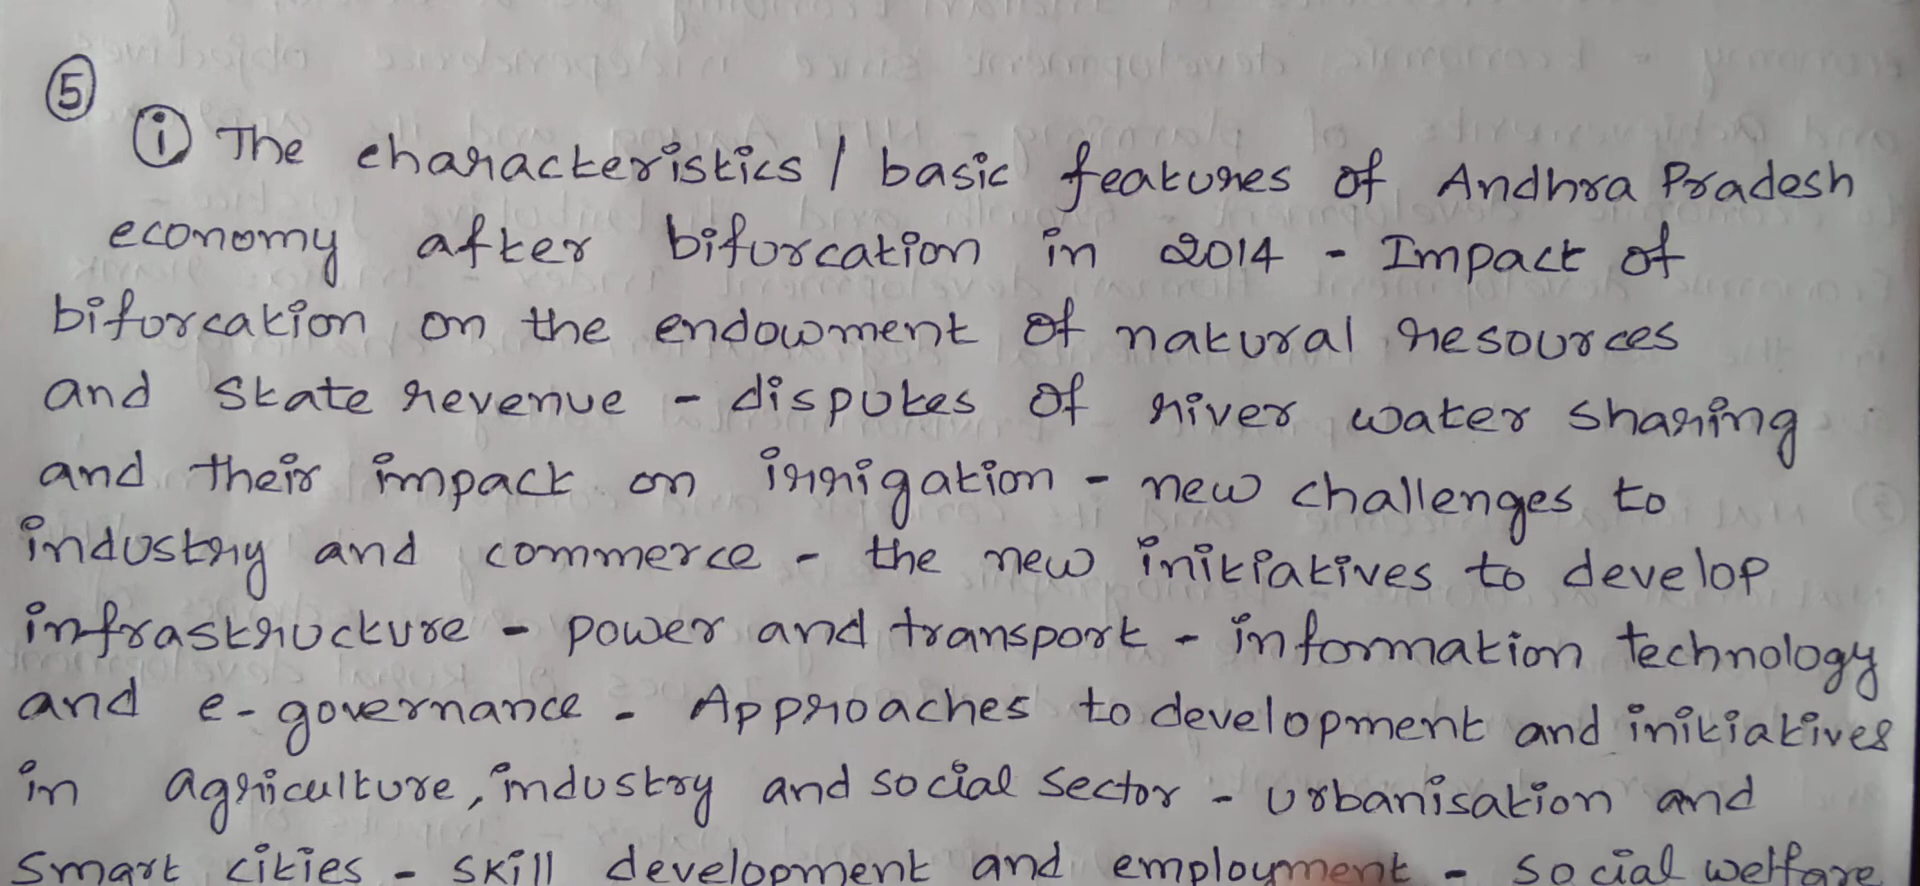 ⑤
ⓘ The characteristics / basic features of Andhra Pradesh
economy after bifurcation in 2014 - Impact of
bifurcation on the endowment of natural resources
and State revenue - disputes of river water sharing
and their impact on irrigation - new challenges to
industry and commerce - the new initiatives to develop
infrastructure - power and transport - information technology
and e-governance - Approaches to development and initiatives
in agriculture, industry and social sector - urbanisation and
smart cities - skill development and employment - social welfare